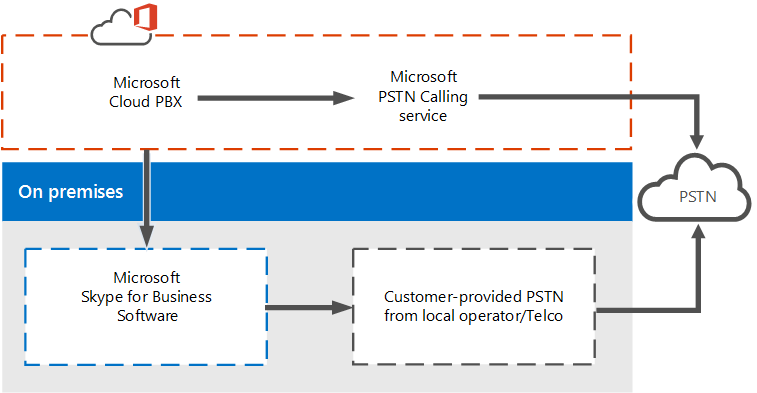 Microsoft
Cloud PBX
Microsoft
PSTN Calling
service
On premises
PSTN
Microsoft
Skype for Business
Software
Customer-provided PSTN
from local operator/Telco